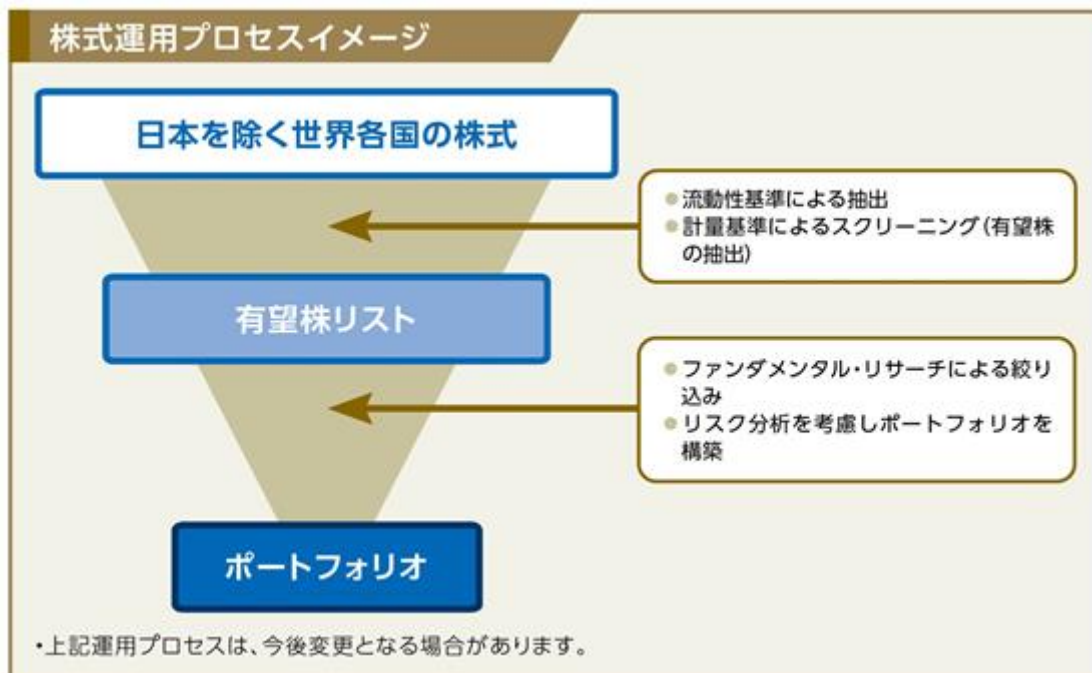 株式運用プロセスイメージ
日本を除く世界各国の株式
●流動性基準による抽出
●計量基準によるスクリーニング(有望株
の抽出)
有望株リスト
●ファンダメンタル・リサーチによる絞り
込み
●リスク分析を考慮しポートフォリオを
構築
ポートフォリオ
・上記運用プロセスは、今後変更となる場合があります。